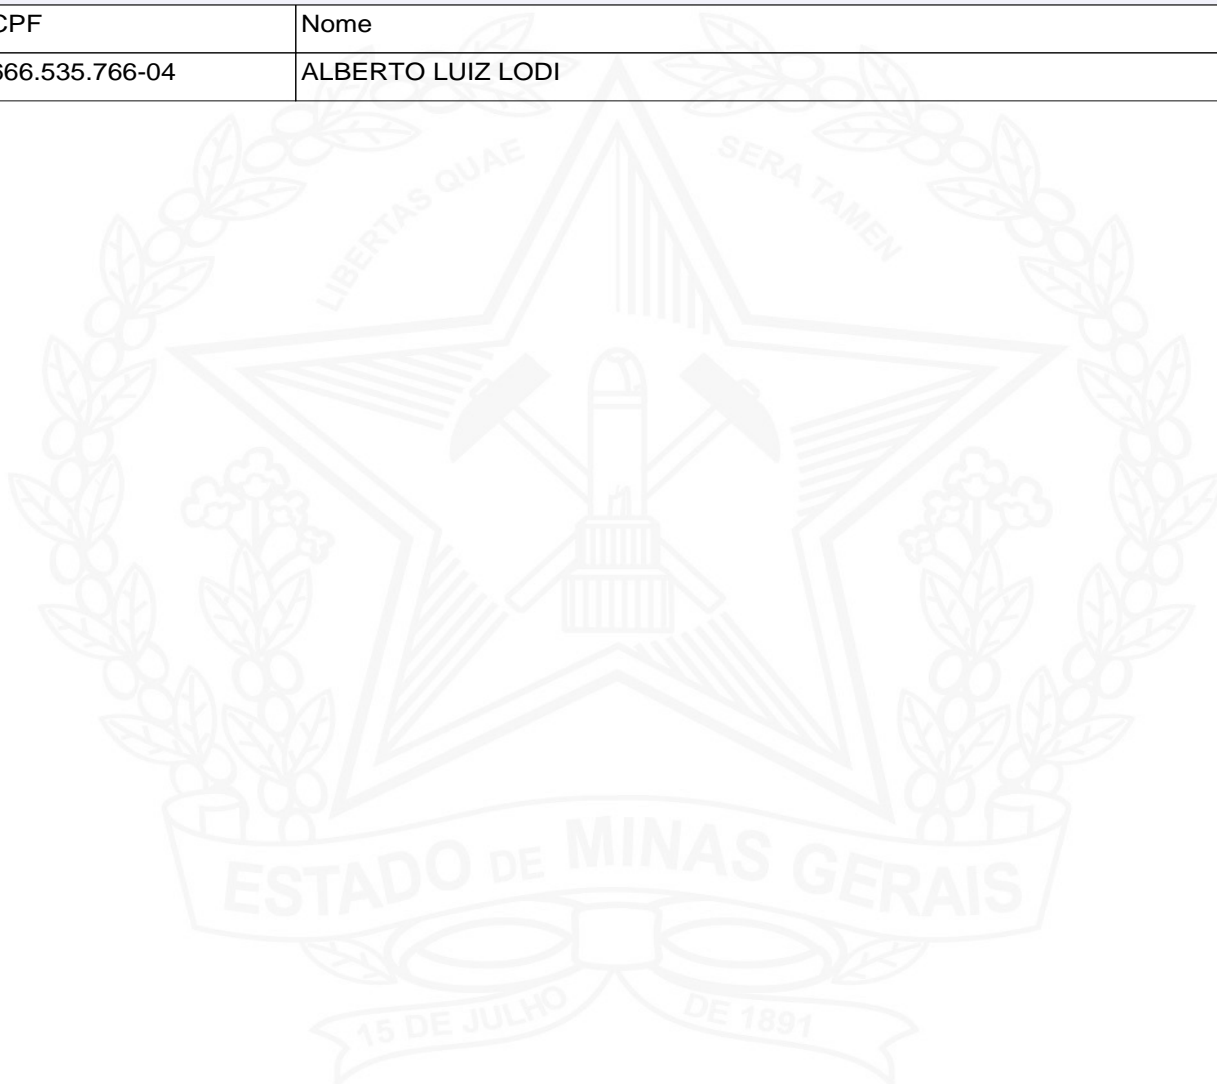 CPF Nome
666.535.766-04 ALBERTO LUIZ LODI
LIBERTAS QUAE SERA TAMEN
ESTADO DE MINAS GERAIS
15 DE JULHO DE 1891